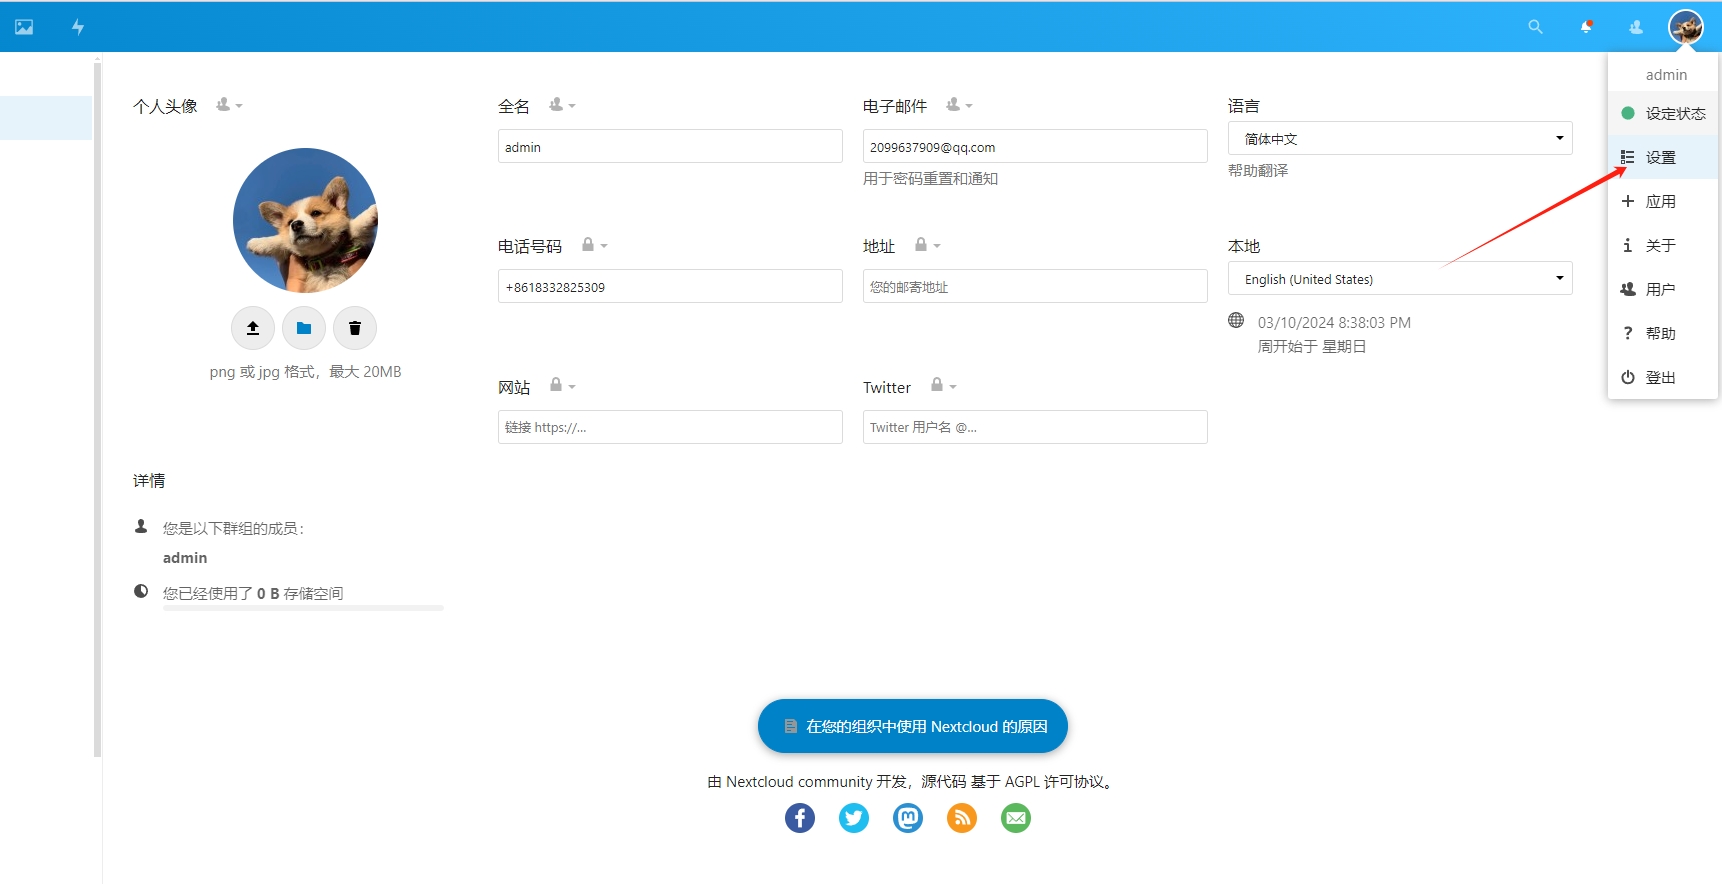 admin
个人头像
全名
电子邮件
语言
设定状态
admin
2099637909@qq.com
简体中文
设置
用于密码重置和通知
帮助翻译
应用
电话号码
地址
本地
关于
+8618332825309
您的邮寄地址
English (United States)
用户
03/10/2024 8:38:03 PM
周开始于 星期日
帮助
png 或 jpg 格式，最大 20MB
登出
网站
Twitter
链接 https://...
Twitter 用户名 @...
详情
您是以下群组的成员：
admin
您已经使用了 0 B 存储空间
在您的组织中使用 Nextcloud 的原因
由 Nextcloud community 开发，源代码 基于 AGPL 许可协议。